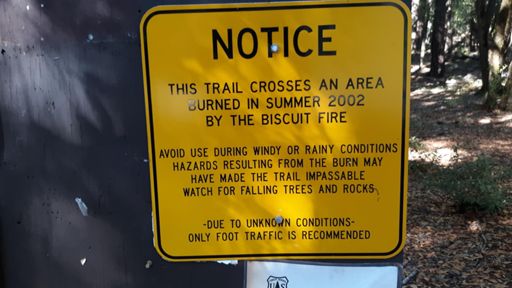 NOTICE
THIS TRAIL CROSSES AN AREA
BURNED IN SUMMER 2002
BY THE BISCUIT FIRE
AVOID USE DURING WINDY OR RAINY CONDITIONS
HAZARDS RESULTING FROM THE BURN MAY
HAVE MADE THE TRAIL IMPASSABLE
WATCH FOR FALLING TREES AND ROCKS
-DUE TO UNKNOWN CONDITIONS-
ONLY FOOT TRAFFIC IS RECOMMENDED
UAS